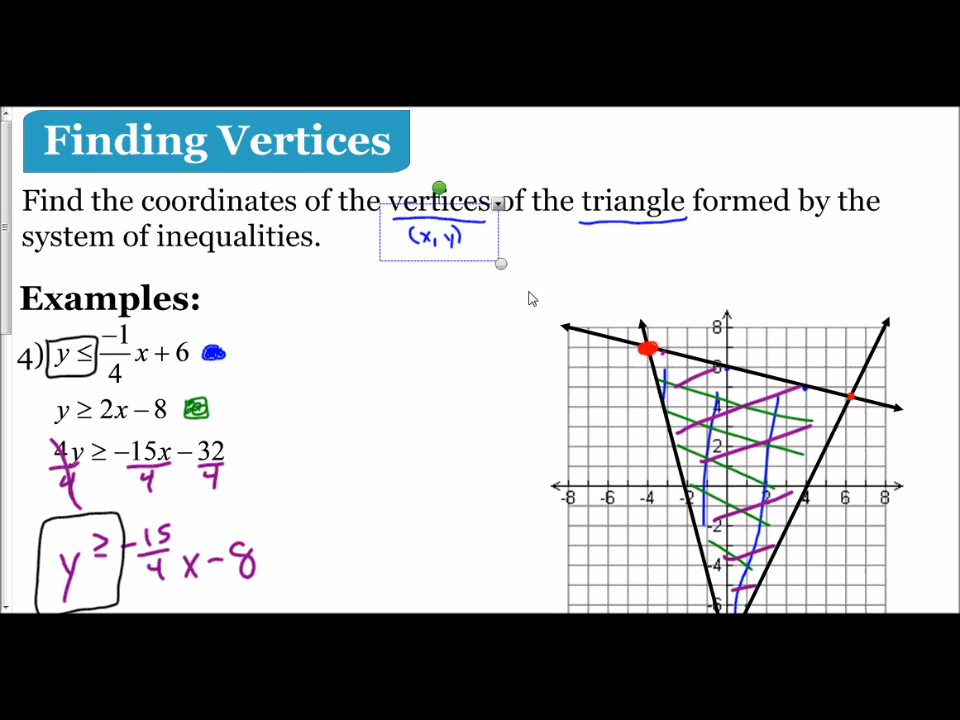 Finding Vertices
Find the coordinates of the vertices of the triangle formed by the
system of inequalities.
(x, y)
Examples:
4) y ≤ -1/4 x + 6
y ≥ 2x − 8
4y ≥ −15x − 32
4 4 4
y ≥ -15/4 x - 8
8
6
4
2
-8 -6 -4 -2 2 4 6 8
-2
-4
-6